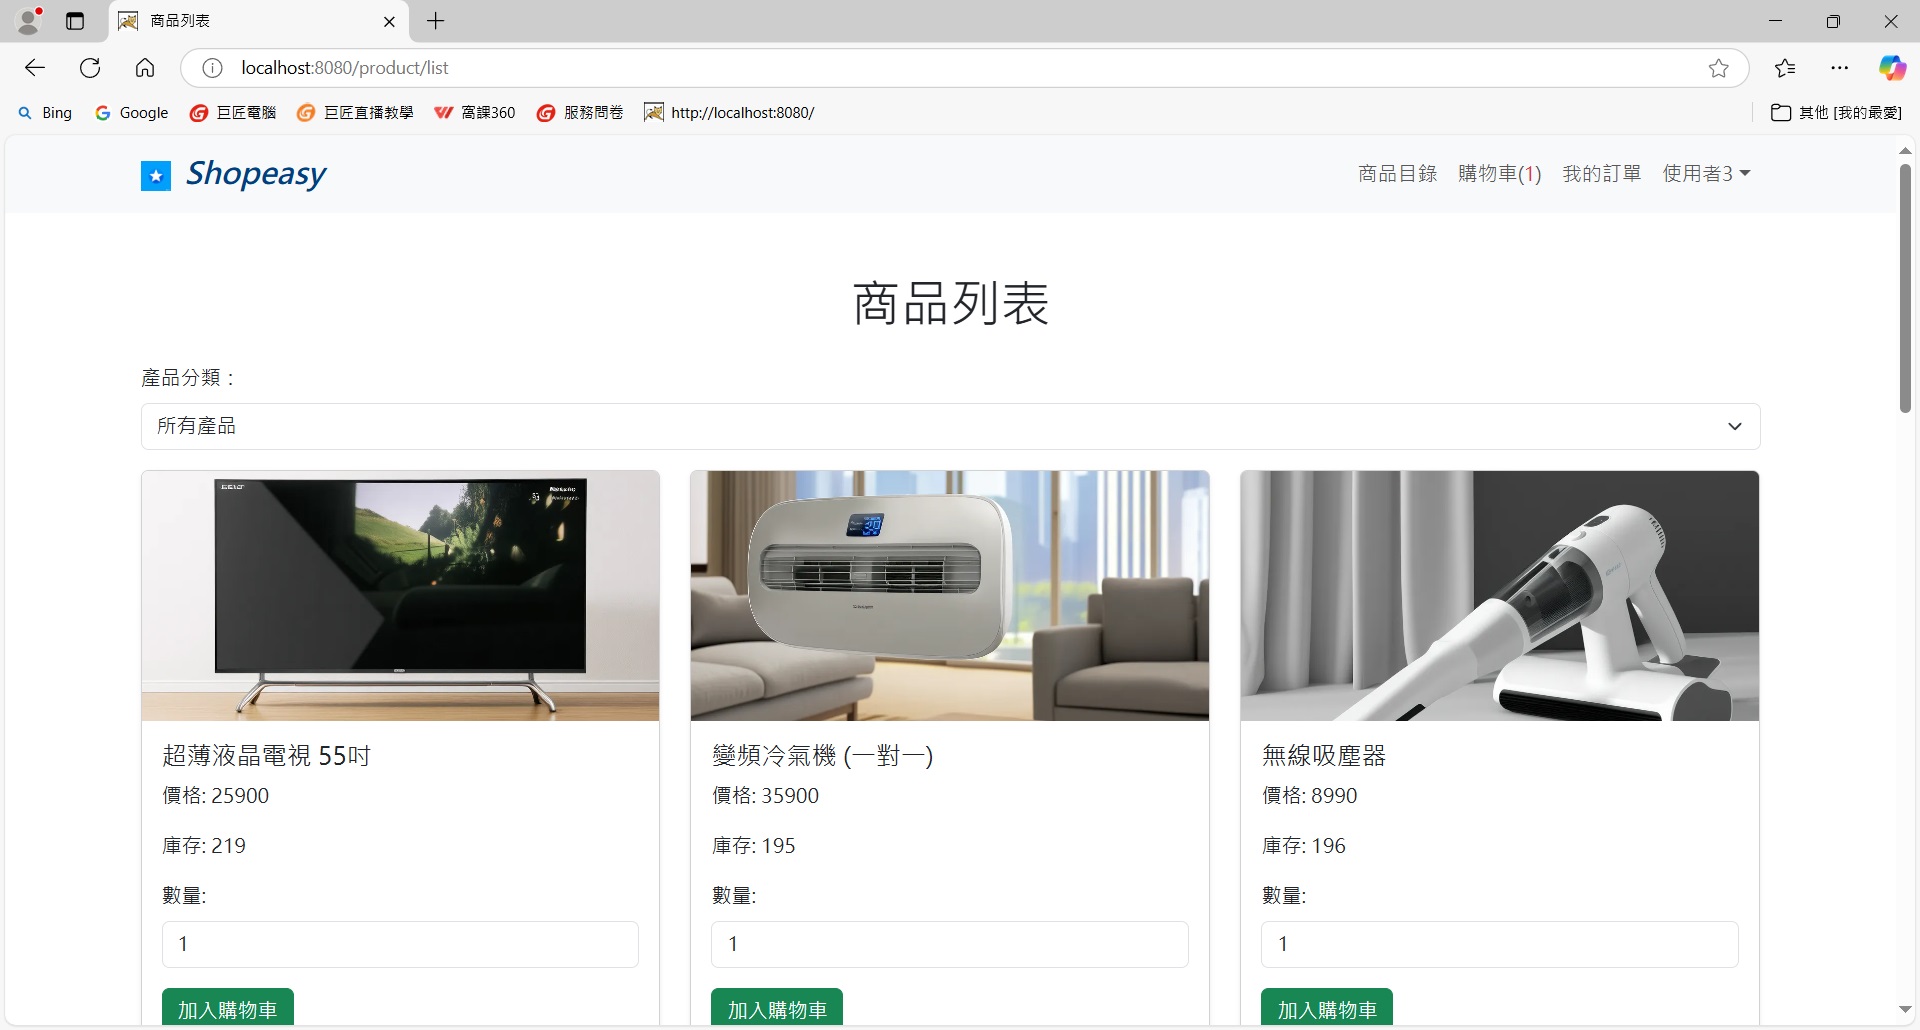 商品列表
localhost:8080/product/list
Bing Google 巨匠電腦 巨匠直播教學 窩課360 服務問卷 http://localhost:8080/ 其他 [我的最愛]
Shopeasy 商品目錄 購物車(1) 我的訂單 使用者3
商品列表
產品分類：
所有產品
超薄液晶電視 55吋
價格: 25900
庫存: 219
數量:
1
加入購物車
變頻冷氣機 (一對一)
價格: 35900
庫存: 195
數量:
1
加入購物車
無線吸塵器
價格: 8990
庫存: 196
數量:
1
加入購物車